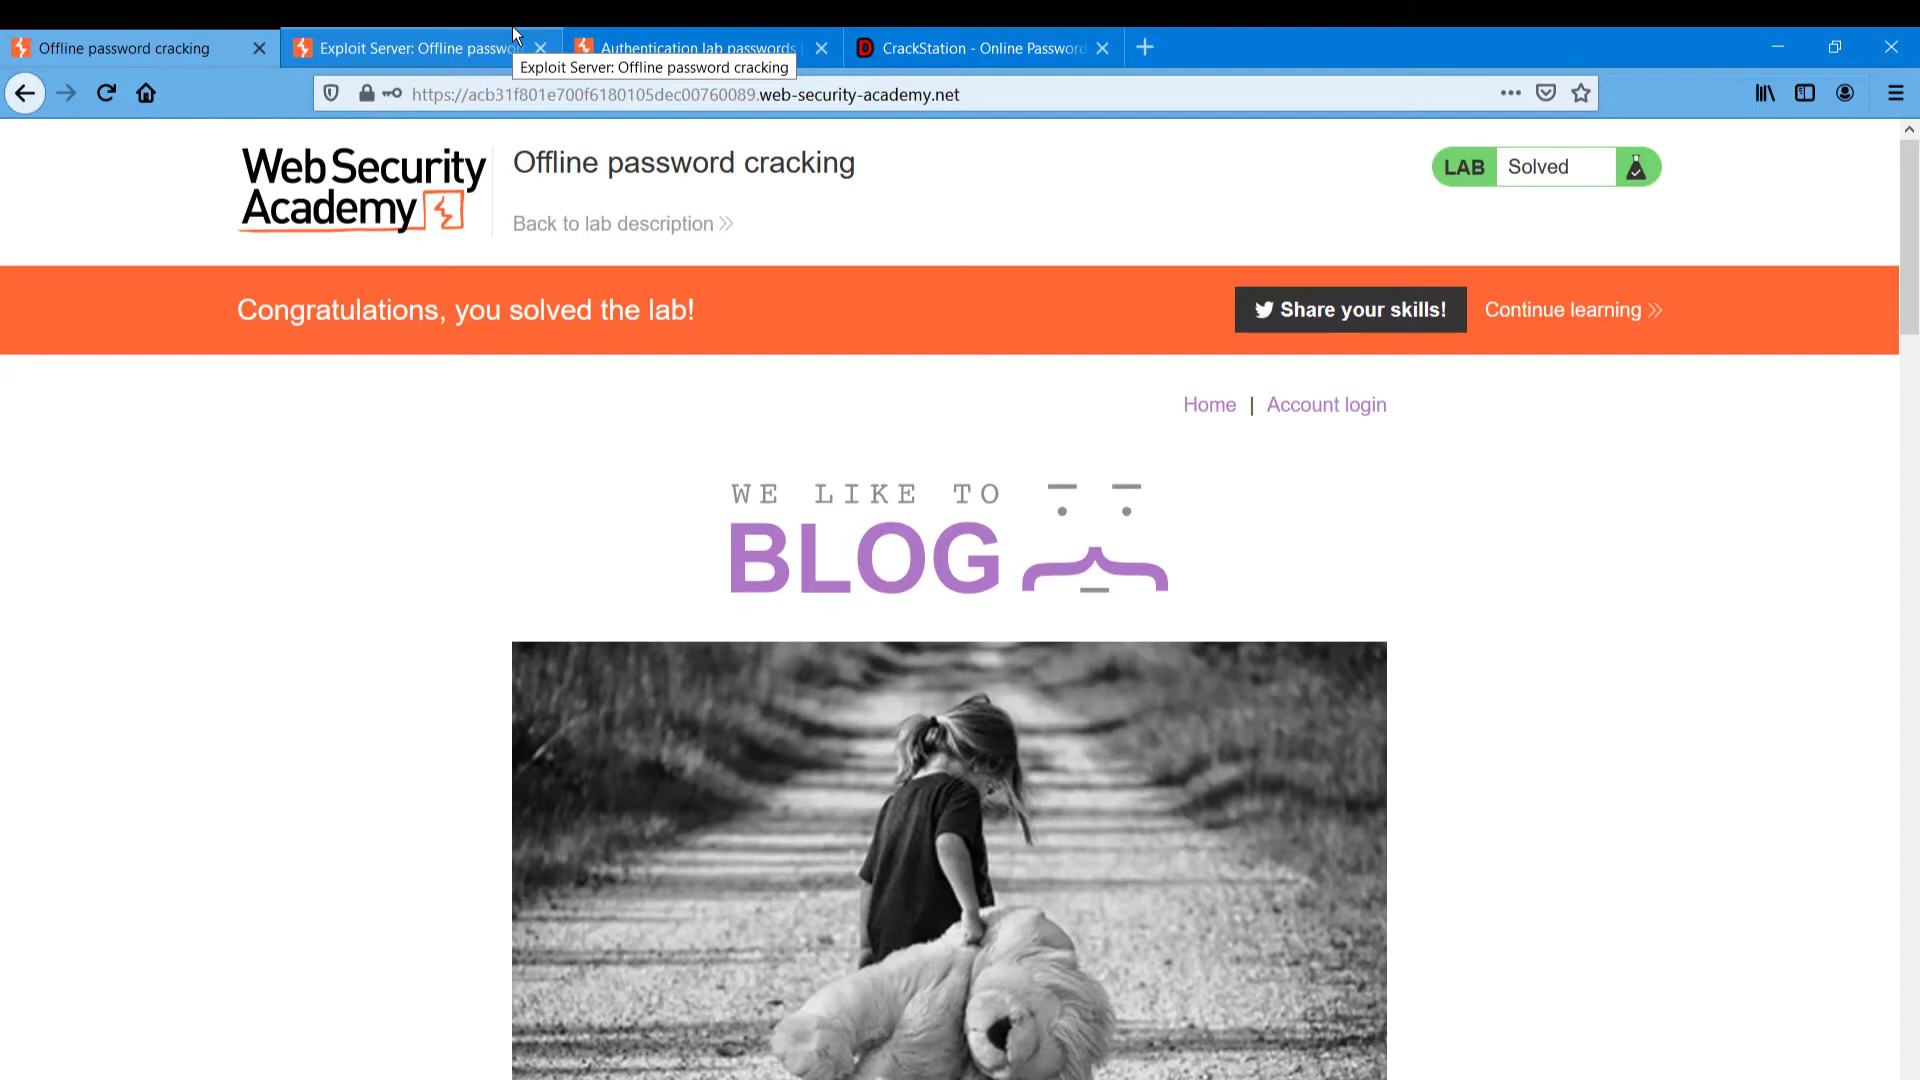 Offline password cracking
Exploit Server: Offline passwo
Authentication lab passwords
CrackStation - Online Password
Exploit Server: Offline password cracking
https://acb31f801e700f6180105dec00760089.web-security-academy.net
WebSecurity
Academy
Offline password cracking
LAB Solved
Back to lab description
Congratulations, you solved the lab!
Share your skills!
Continue learning
Home | Account login
WE LIKE TO
BLOG